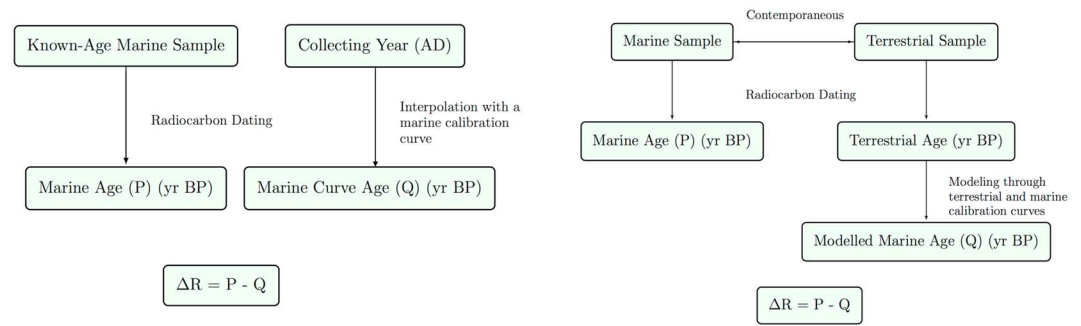 Known-Age Marine Sample
Collecting Year (AD)
Radiocarbon Dating
Interpolation with a
marine calibration
curve
Marine Age (P) (yr BP)
Marine Curve Age (Q) (yr BP)
ΔR = P - Q
Contemporaneous
Marine Sample
Terrestrial Sample
Radiocarbon Dating
Marine Age (P) (yr BP)
Terrestrial Age (yr BP)
Modeling through
terrestrial and marine
calibration curves
Modelled Marine Age (Q) (yr BP)
ΔR = P - Q